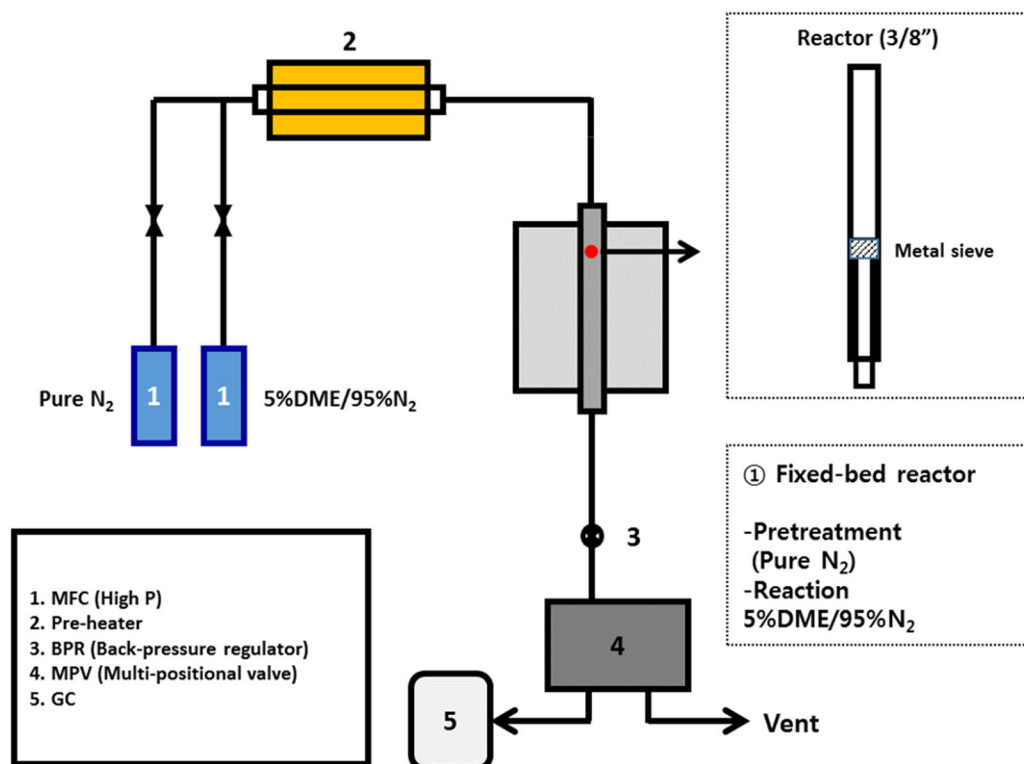 2
Reactor (3/8”)
Metal sieve
Pure N₂
1
1
5%DME/95%N₂
① Fixed-bed reactor
-Pretreatment
(Pure N₂)
-Reaction
5%DME/95%N₂
3
1. MFC (High P)
2. Pre-heater
3. BPR (Back-pressure regulator)
4. MPV (Multi-positional valve)
5. GC
4
5
Vent